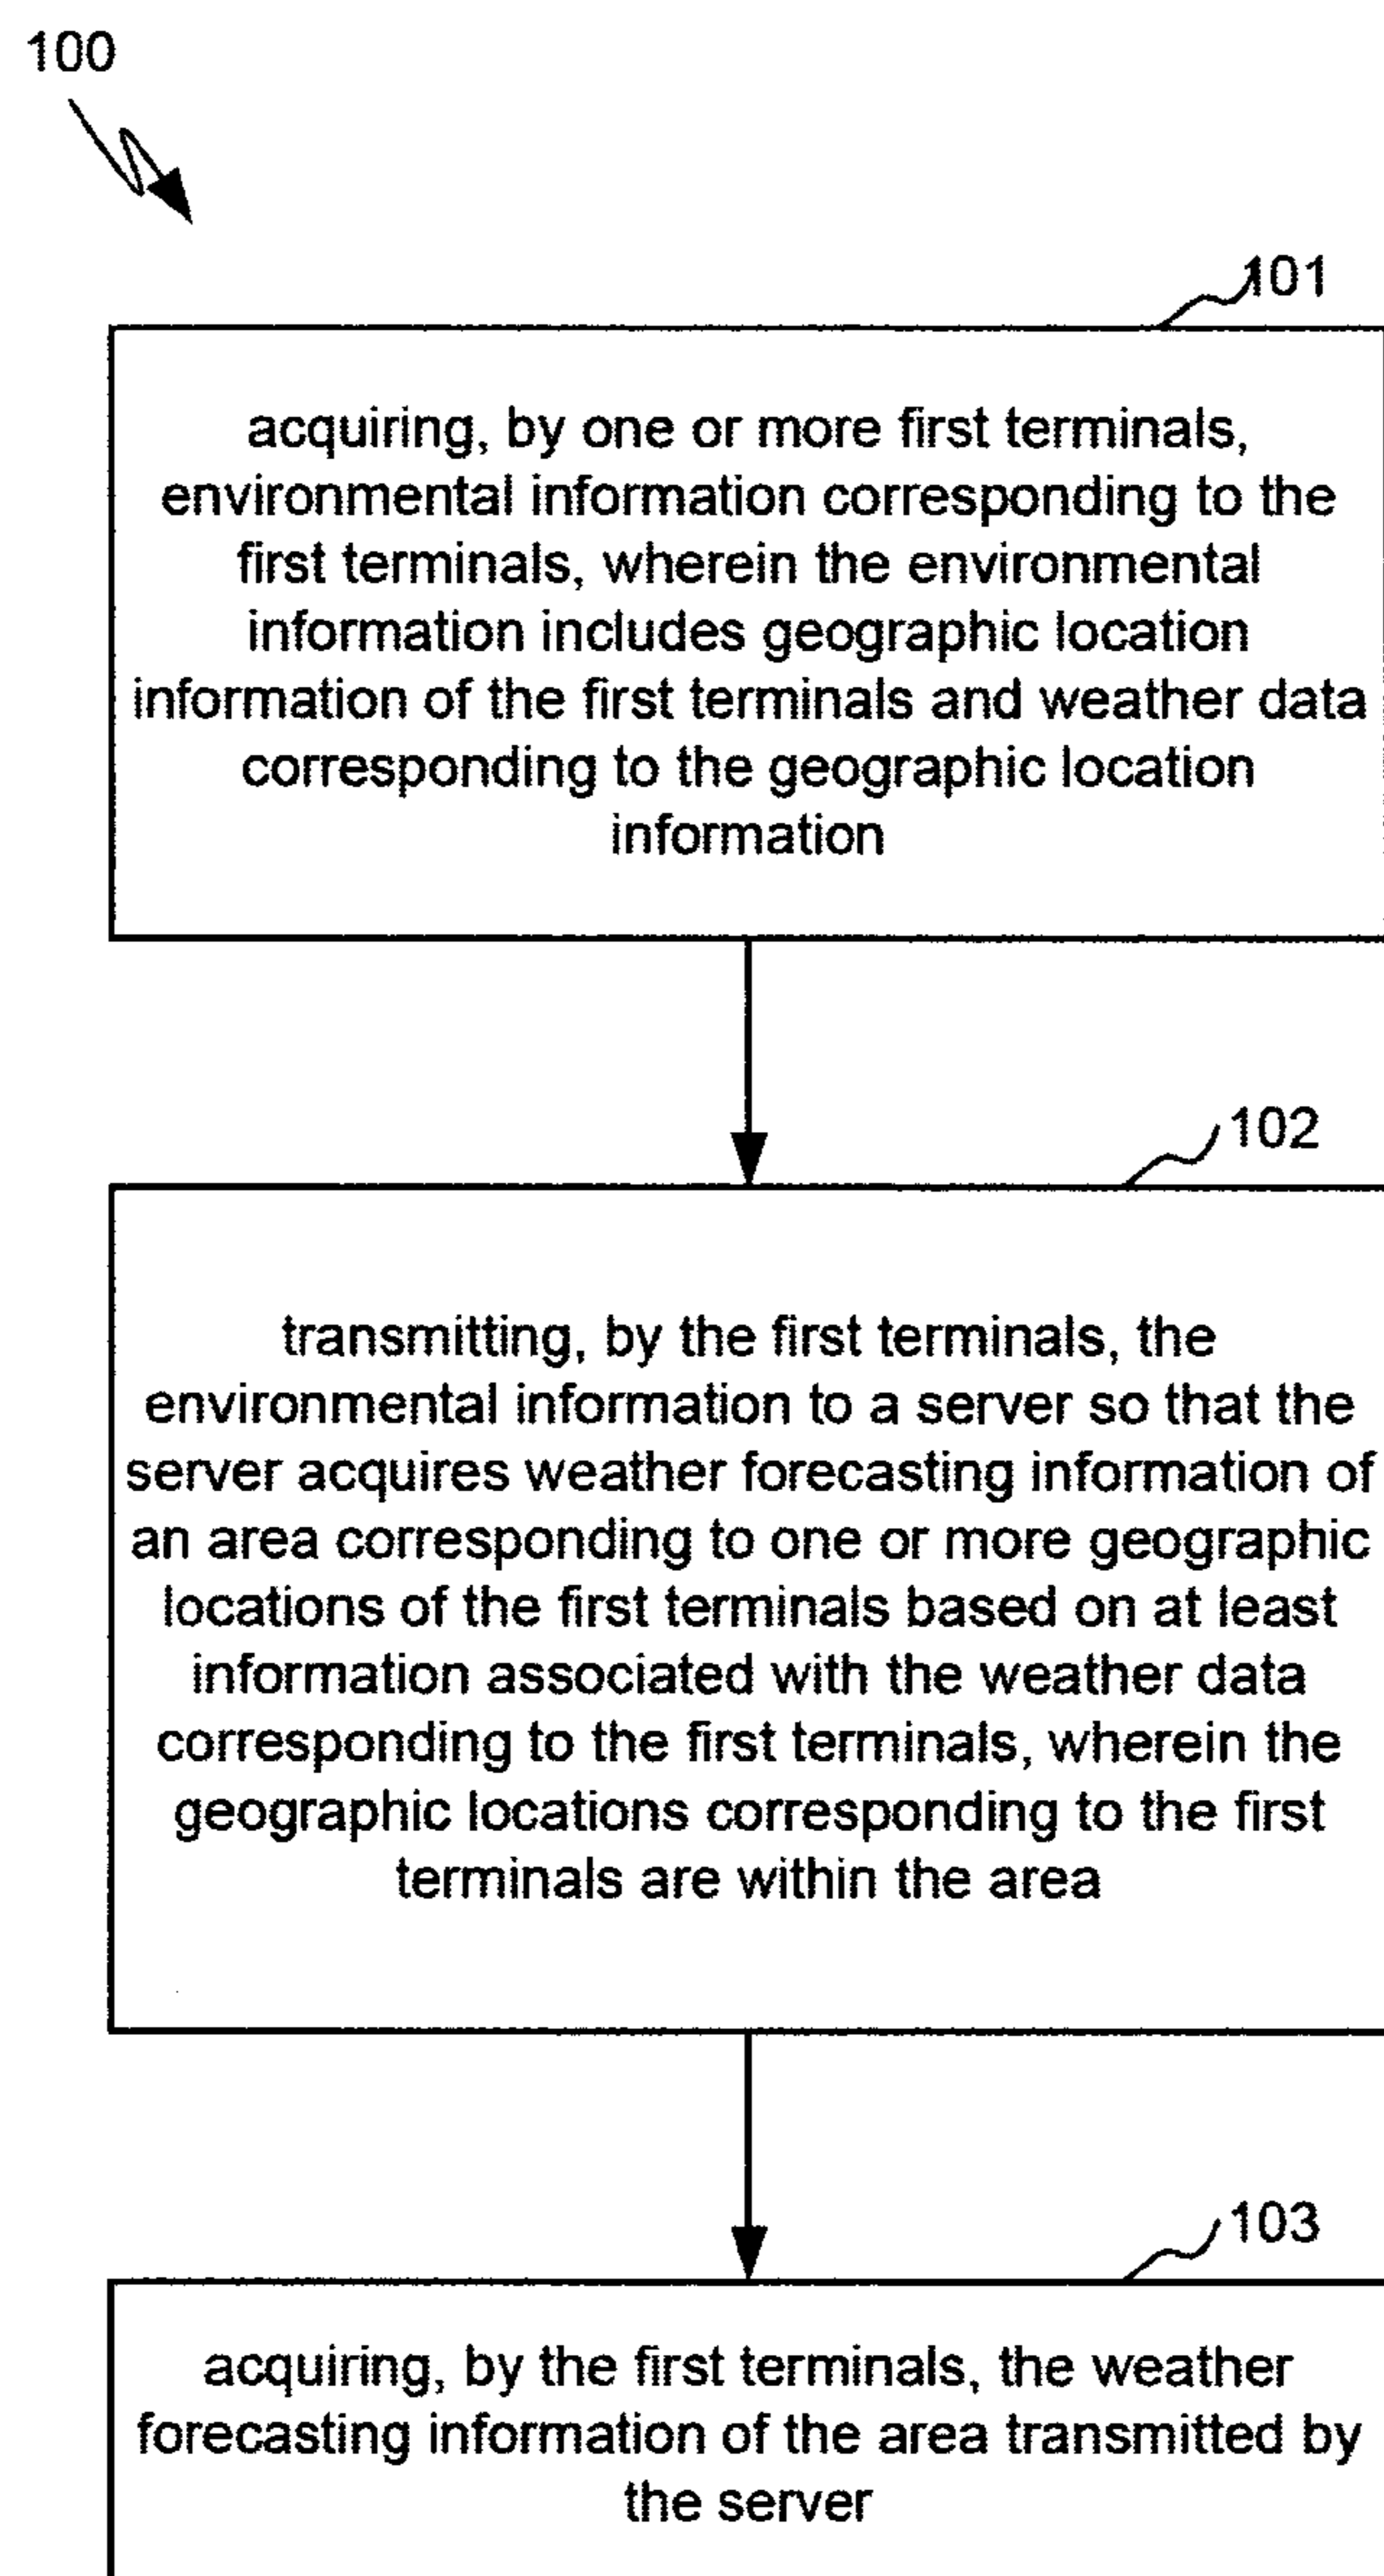 100
101
acquiring, by one or more first terminals,
environmental information corresponding to the
first terminals, wherein the environmental
information includes geographic location
information of the first terminals and weather data
corresponding to the geographic location
information
102
transmitting, by the first terminals, the
environmental information to a server so that the
server acquires weather forecasting information of
an area corresponding to one or more geographic
locations of the first terminals based on at least
information associated with the weather data
corresponding to the first terminals, wherein the
geographic locations corresponding to the first
terminals are within the area
103
acquiring, by the first terminals, the weather
forecasting information of the area transmitted by
the server